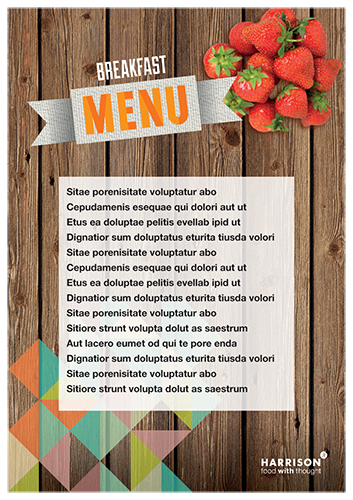 BREAKFAST
MENU
Sitae porenisitate voluptatur abo
Cepudamenis esequae qui dolori aut ut
Etus ea doluptae pelitis evellab ipid ut
Dignatior sum doluptatus eturita tiusda volori
Sitae porenisitate voluptatur abo
Cepudamenis esequae qui dolori aut ut
Etus ea doluptae pelitis evellab ipid ut
Dignatior sum doluptatus eturita tiusda volori
Sitae porenisitate voluptatur abo
Sitiore strunt volupta dolut as saestrum
Aut lacero eumet od qui te pore enda
Dignatior sum doluptatus eturita tiusda volori
Sitae porenisitate voluptatur abo
Sitiore strunt volupta dolut as saestrum
HARRISON
food with thought